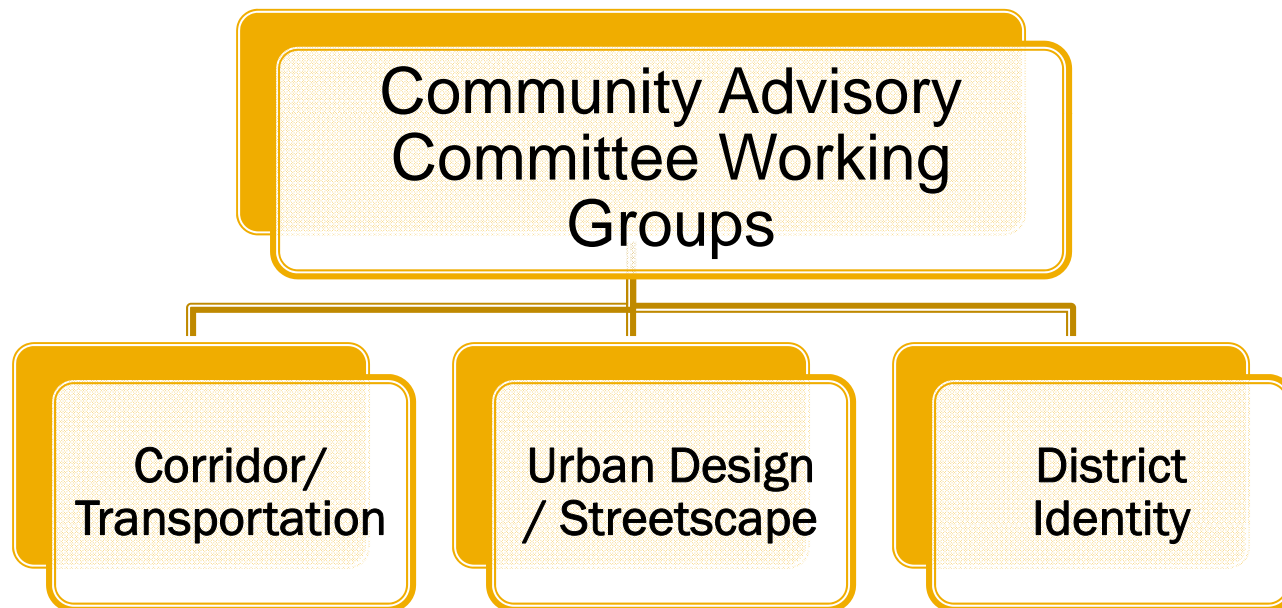 Community Advisory
Committee Working
Groups
Corridor/
Transportation
Urban Design
/ Streetscape
District
Identity